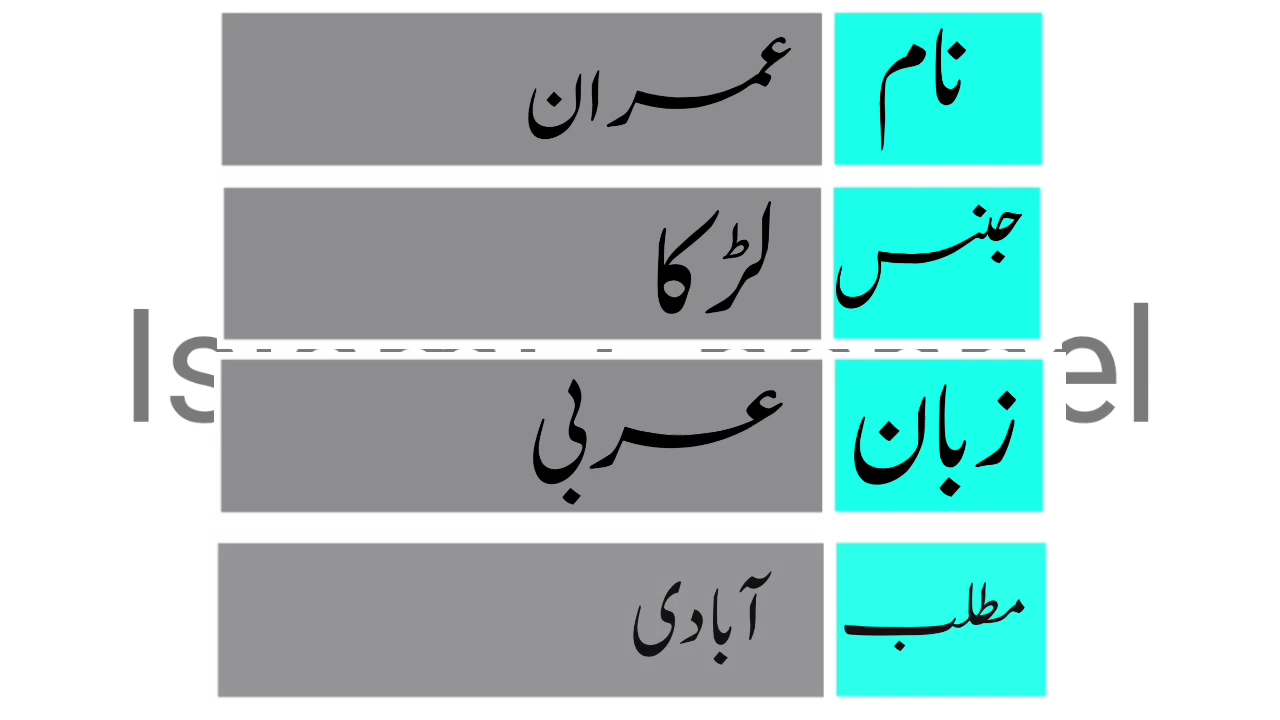 نام عمران
جنس لڑکا
زبان عربی
مطلب آبادی